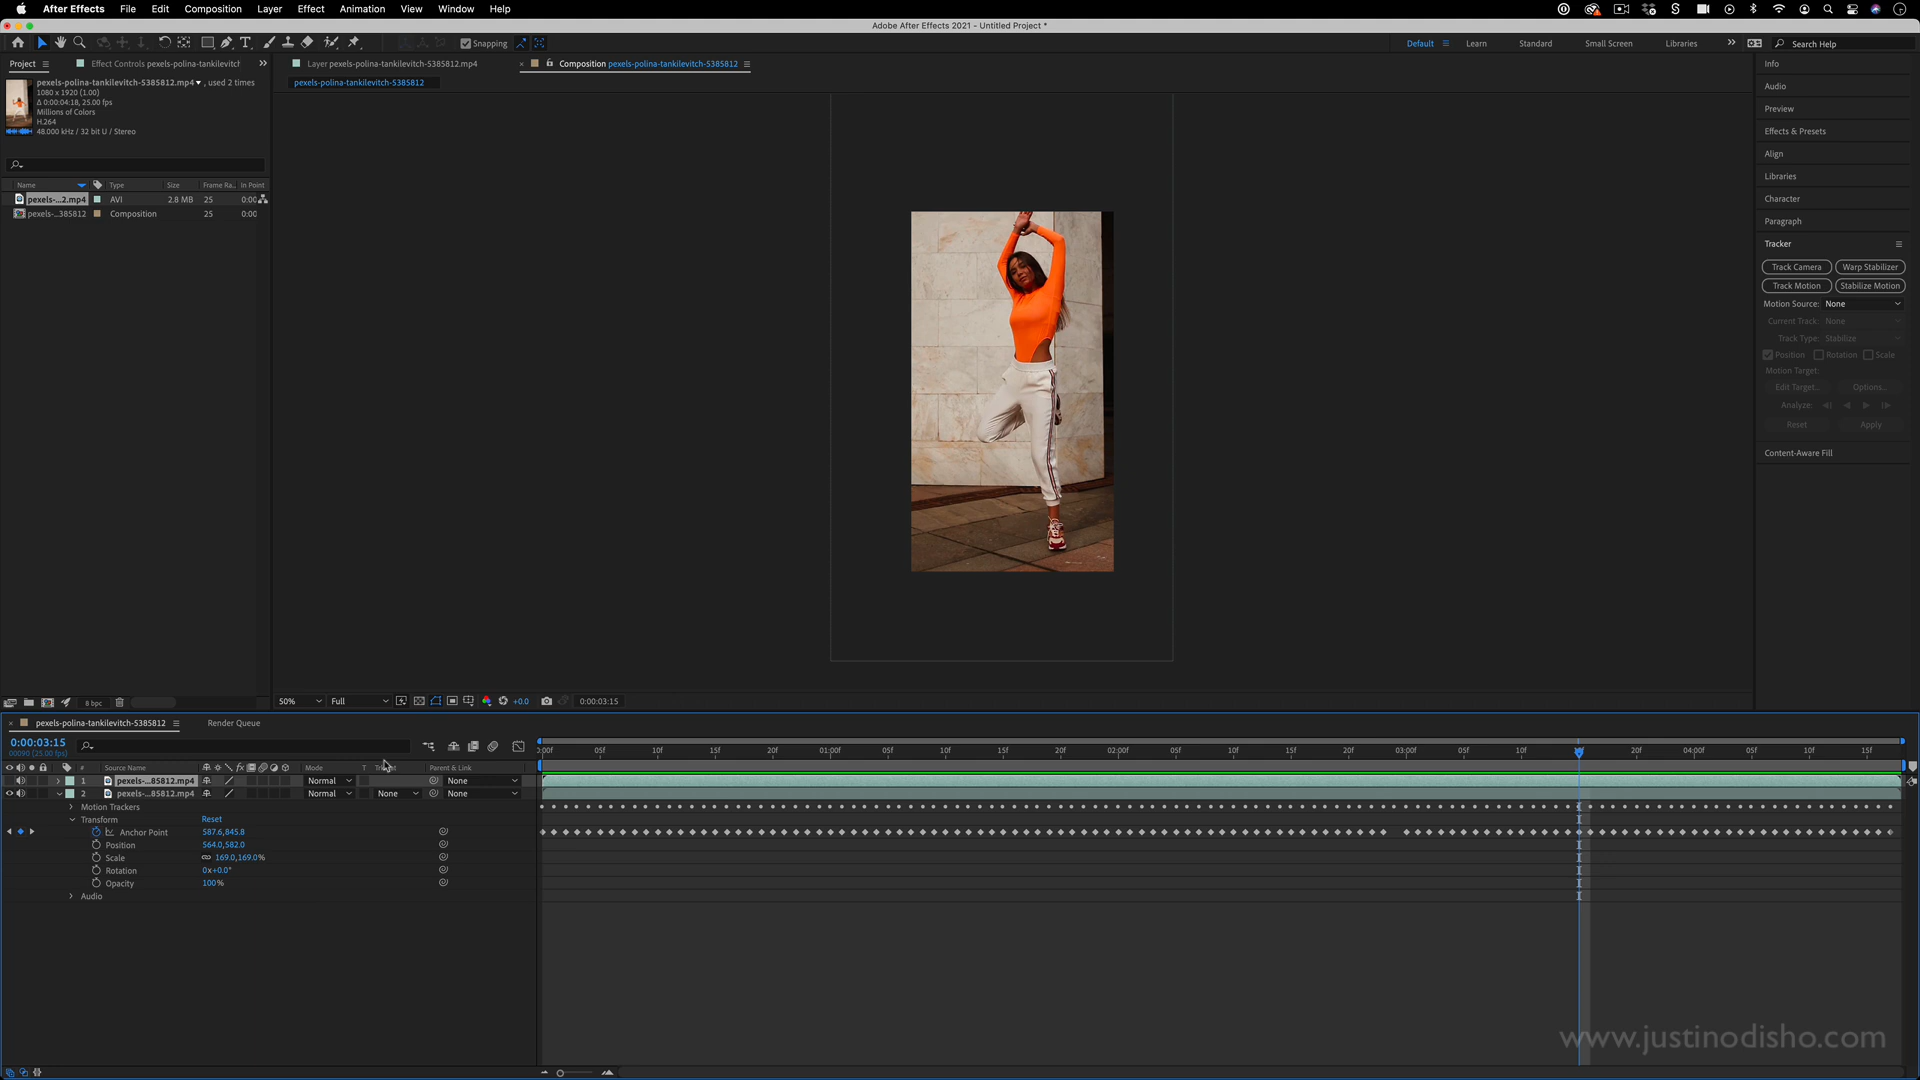 After Effects File Edit Composition Layer Effect Animation View Window Help
Adobe After Effects 2021 - Untitled Project *
Snapping
Default Learn Standard Small Screen Libraries Search Help
Project Effect Controls pexels-polina-tankilevitch
Layer pexels-polina-tankilevitch-5385812.mp4
Composition pexels-polina-tankilevitch-5385812
pexels-polina-tankilevitch-5385812
pexels-polina-tankilevitch-5385812.mp4 , used 2 times
1080 x 1920 (1.00)
Δ 0:00:04:18, 25.00 fps
Millions of Colors
H.264
48.000 kHz / 32 bit U / Stereo
Name Type Size Frame Ra... In Point
pexels-...2.mp4 AVI 2.8 MB 25 0:00
pexels-...385812 Composition 25 0:00
Info
Audio
Preview
Effects & Presets
Align
Libraries
Character
Paragraph
Tracker
Track Camera Warp Stabilizer
Track Motion Stabilize Motion
Motion Source: None
Current Track: None
Track Type: Stabilize
Position Rotation Scale
Motion Target:
Edit Target... Options...
Analyze:
Reset Apply
Content-Aware Fill
8 bpc
50% Full +0.0 0:00:03:15
pexels-polina-tankilevitch-5385812 Render Queue
0:00:03:15
00090 (25.00 fps)
:00f 05f 10f 15f 20f 01:00f 05f 10f 15f 20f 02:00f 05f 10f 15f 20f 03:00f 05f 10f 20f 04:00f 05f 10f 15f
# Source Name Mode T Parent & Link
1 pexels-...85812.mp4 Normal None
2 pexels-...85812.mp4 Normal None None
Motion Trackers
Transform Reset
Anchor Point 587.6,845.8
Position 564.0,582.0
Scale 169.0,169.0%
Rotation 0x+0.0°
Opacity 100%
Audio
www.justinodisho.com